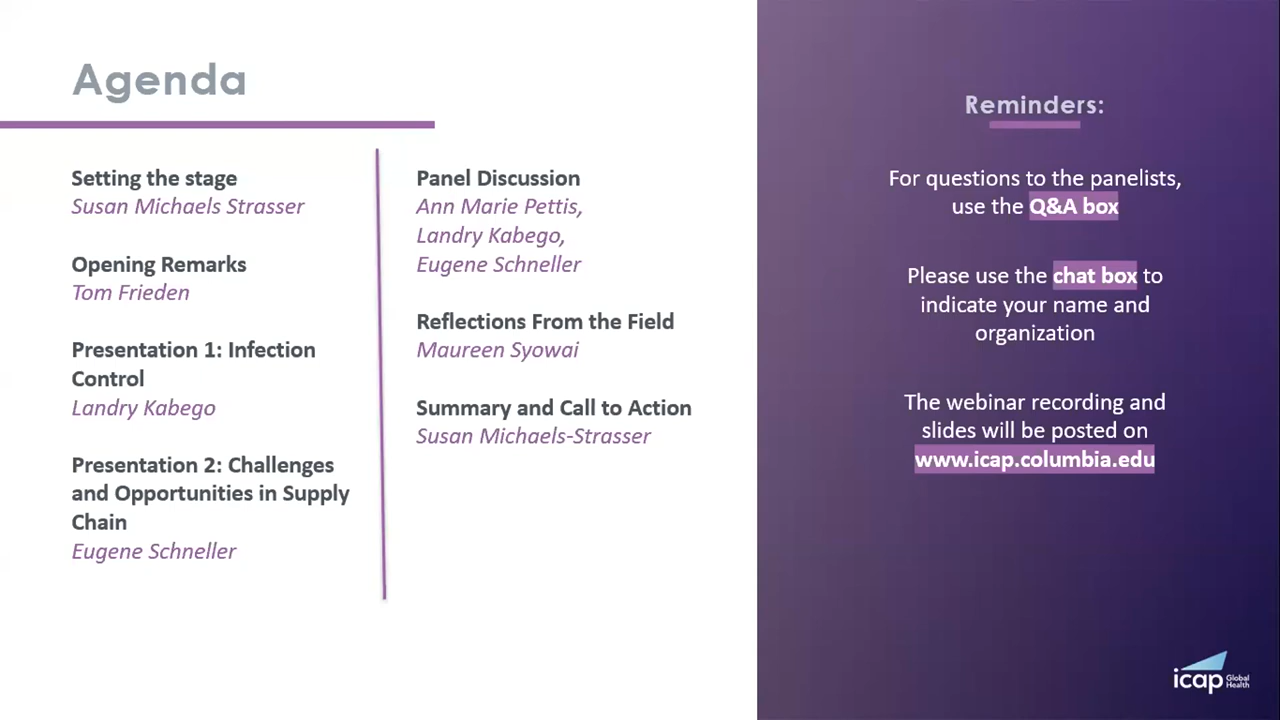 Agenda
Setting the stage
Susan Michaels Strasser
Opening Remarks
Tom Frieden
Presentation 1: Infection
Control
Landry Kabego
Presentation 2: Challenges
and Opportunities in Supply
Chain
Eugene Schneller
Panel Discussion
Ann Marie Pettis,
Landry Kabego,
Eugene Schneller
Reflections From the Field
Maureen Syowai
Summary and Call to Action
Susan Michaels-Strasser
Reminders:
For questions to the panelists,
use the Q&A box
Please use the chat box to
indicate your name and
organization
The webinar recording and
slides will be posted on
www.icap.columbia.edu
icap Global
Health